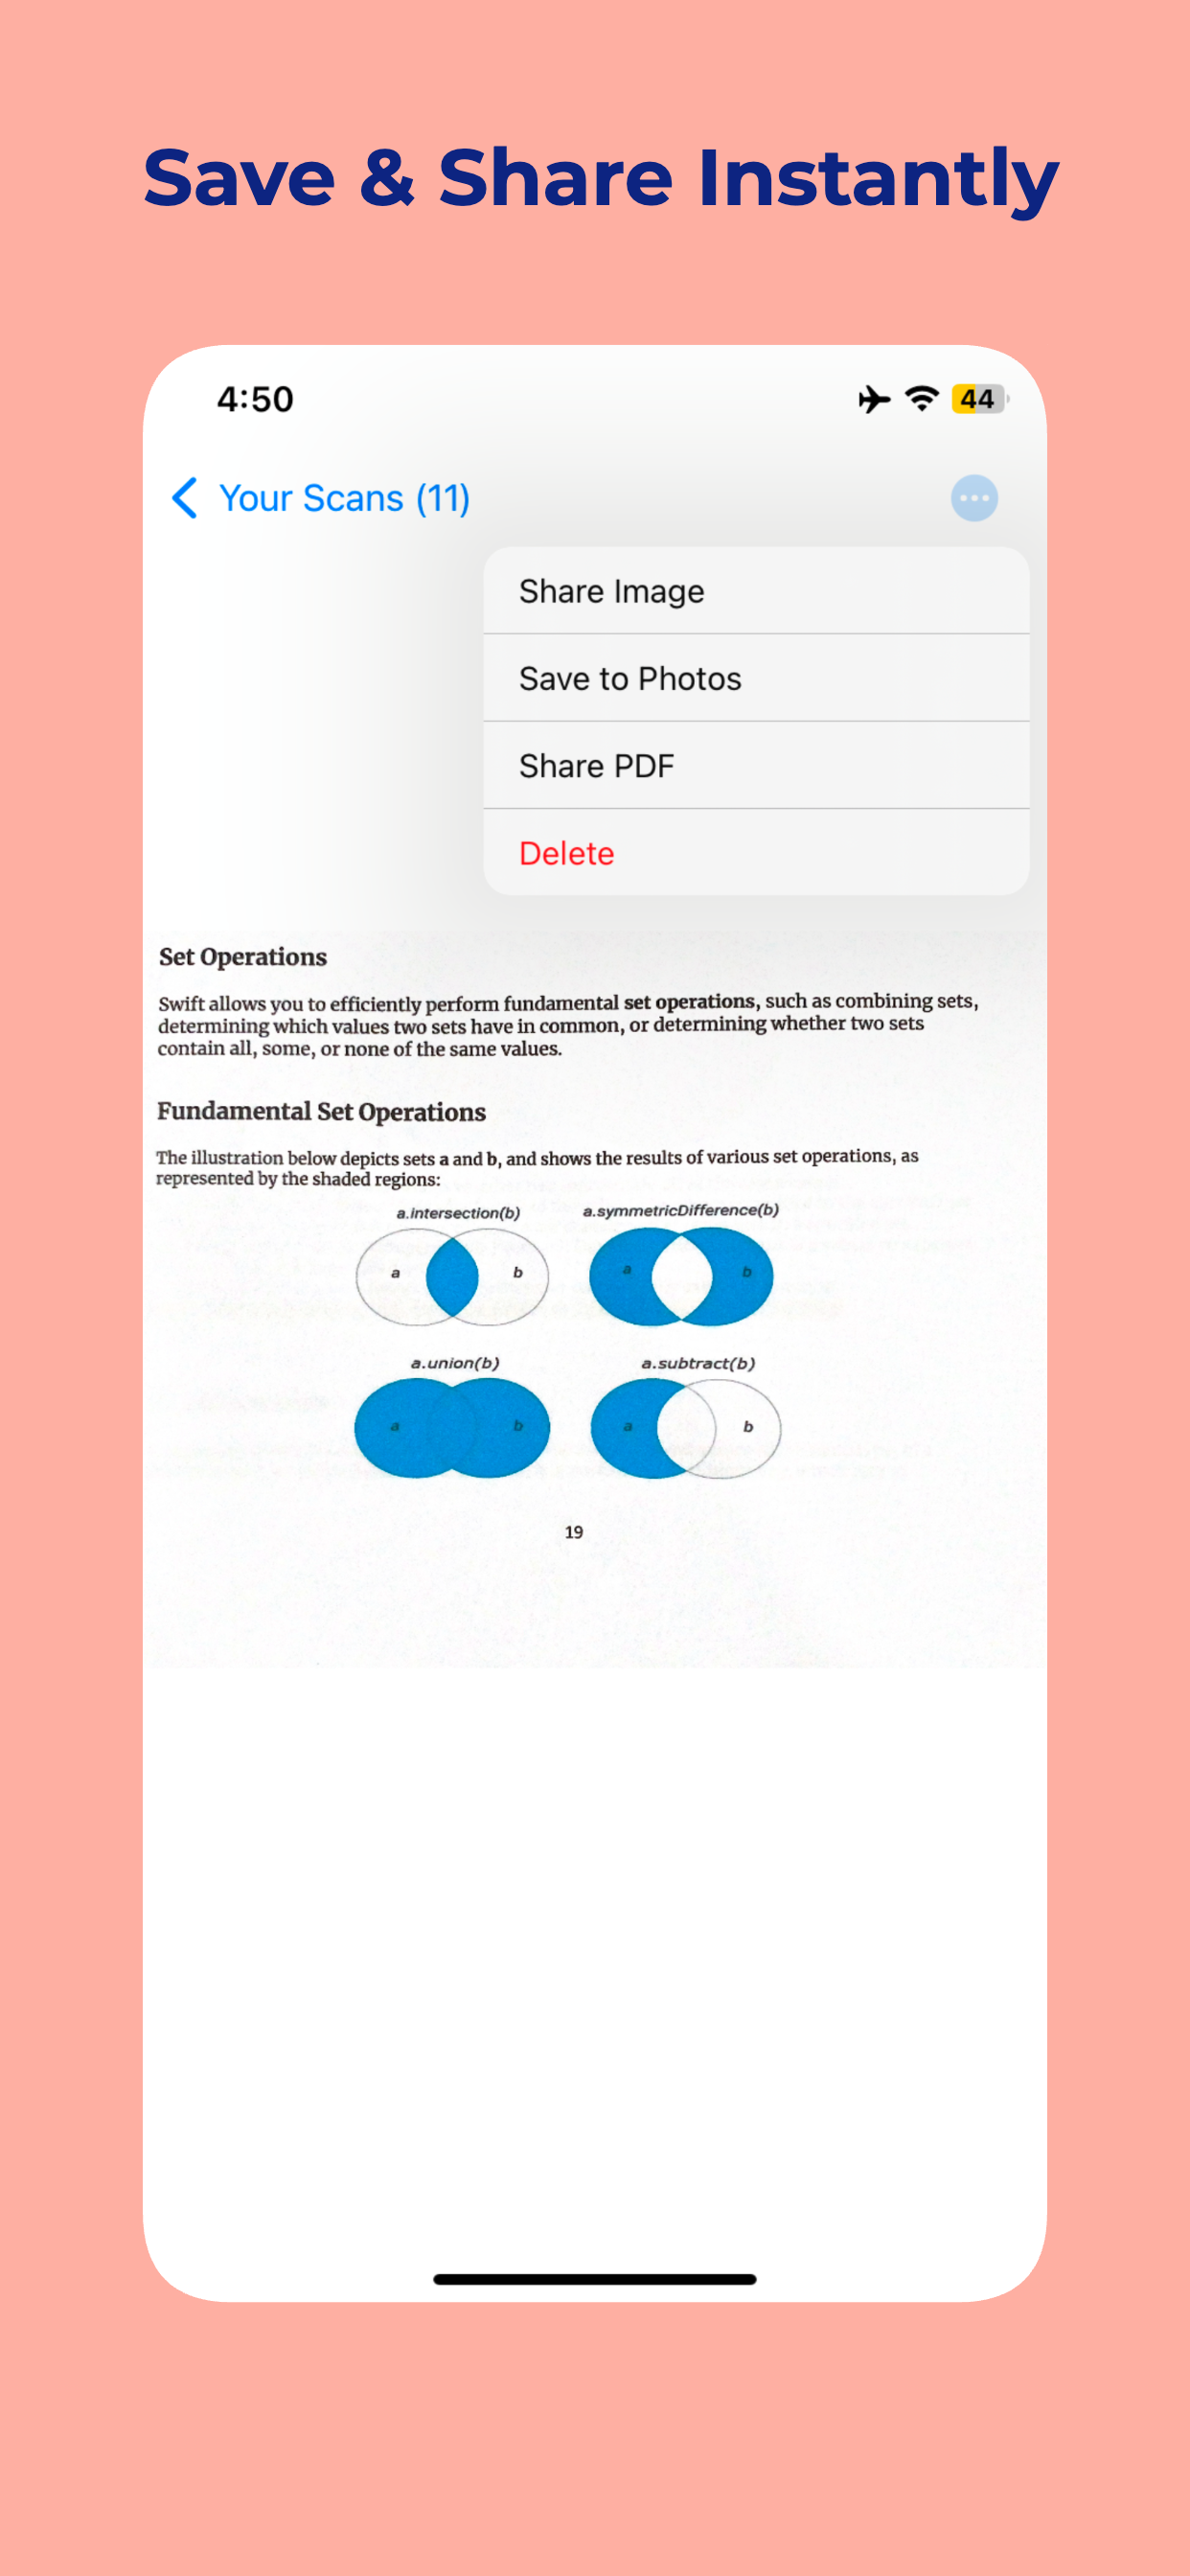 Save & Share Instantly
4:50
44
Your Scans (11)
Share Image
Save to Photos
Share PDF
Delete
Set Operations
Swift allows you to efficiently perform fundamental set operations, such as combining sets,
determining which values two sets have in common, or determining whether two sets
contain all, some, or none of the same values.
Fundamental Set Operations
The illustration below depicts sets a and b, and shows the results of various set operations, as
represented by the shaded regions:
a.intersection(b) a.symmetricDifference(b)
a b a b
a.union(b) a.subtract(b)
a b a b
19